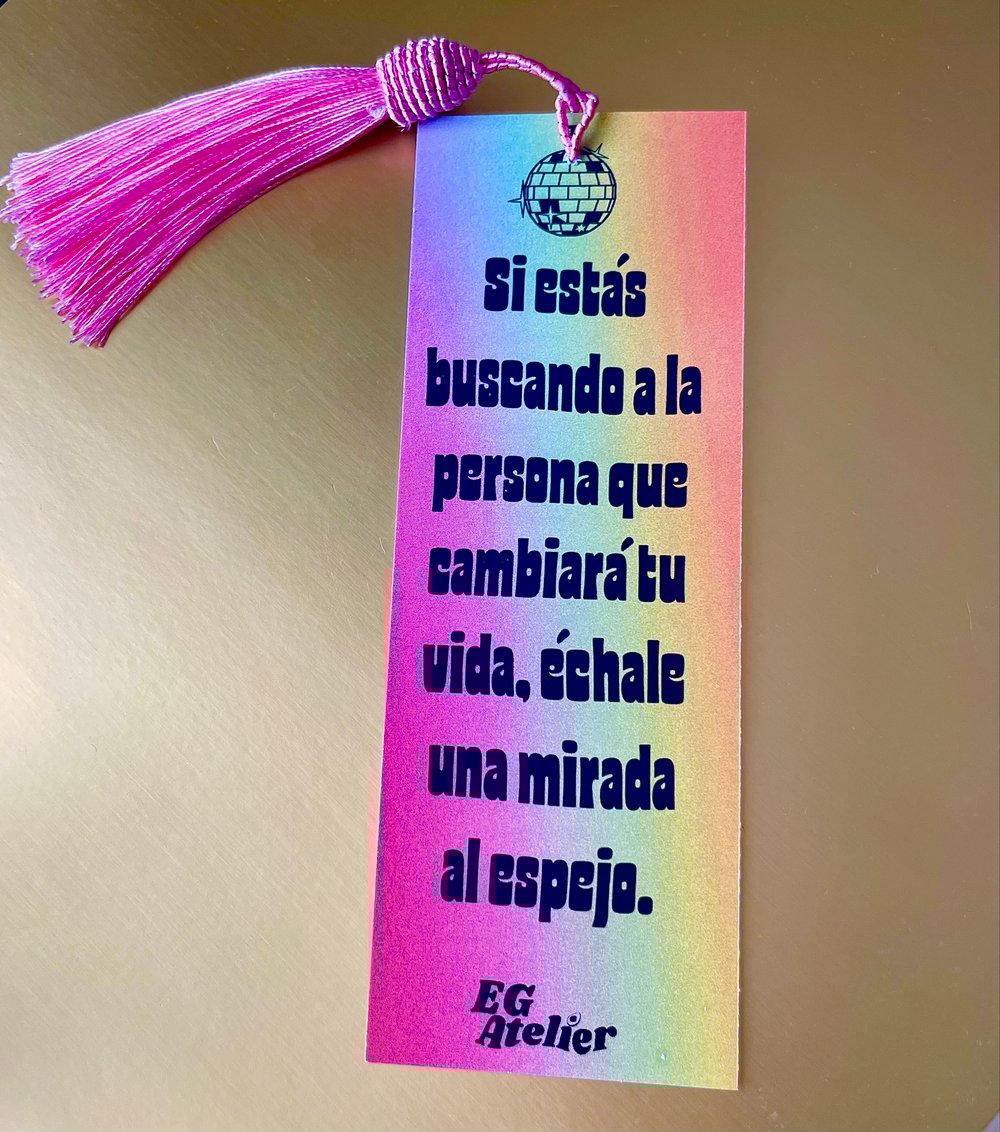 Si estás
buscando a la
persona que
cambiará tu
vida, échale
una mirada
al espejo.
EG
Atelier